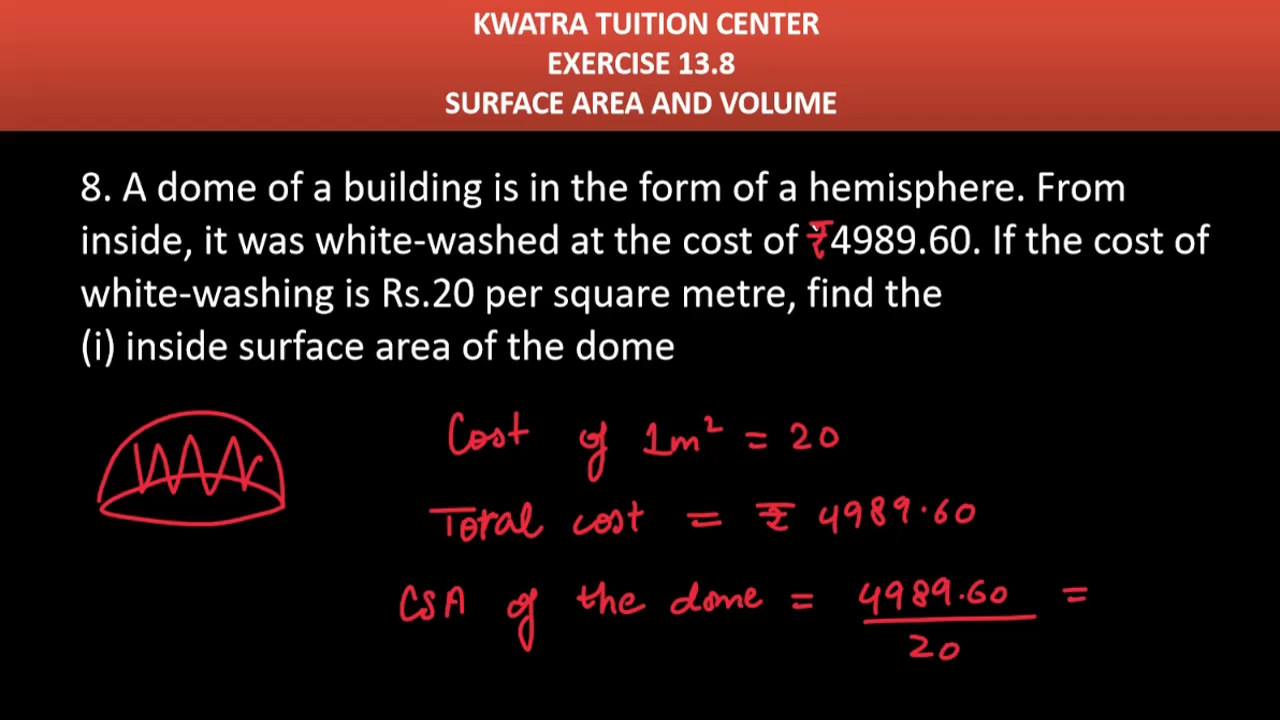 KWATRA TUITION CENTER
EXERCISE 13.8
SURFACE AREA AND VOLUME
8. A dome of a building is in the form of a hemisphere. From
inside, it was white-washed at the cost of ₹4989.60. If the cost of
white-washing is Rs.20 per square metre, find the
(i) inside surface area of the dome
Cost of 1m² = 20
Total cost = ₹ 4989.60
CSA of the dome = 4989.60 =
20